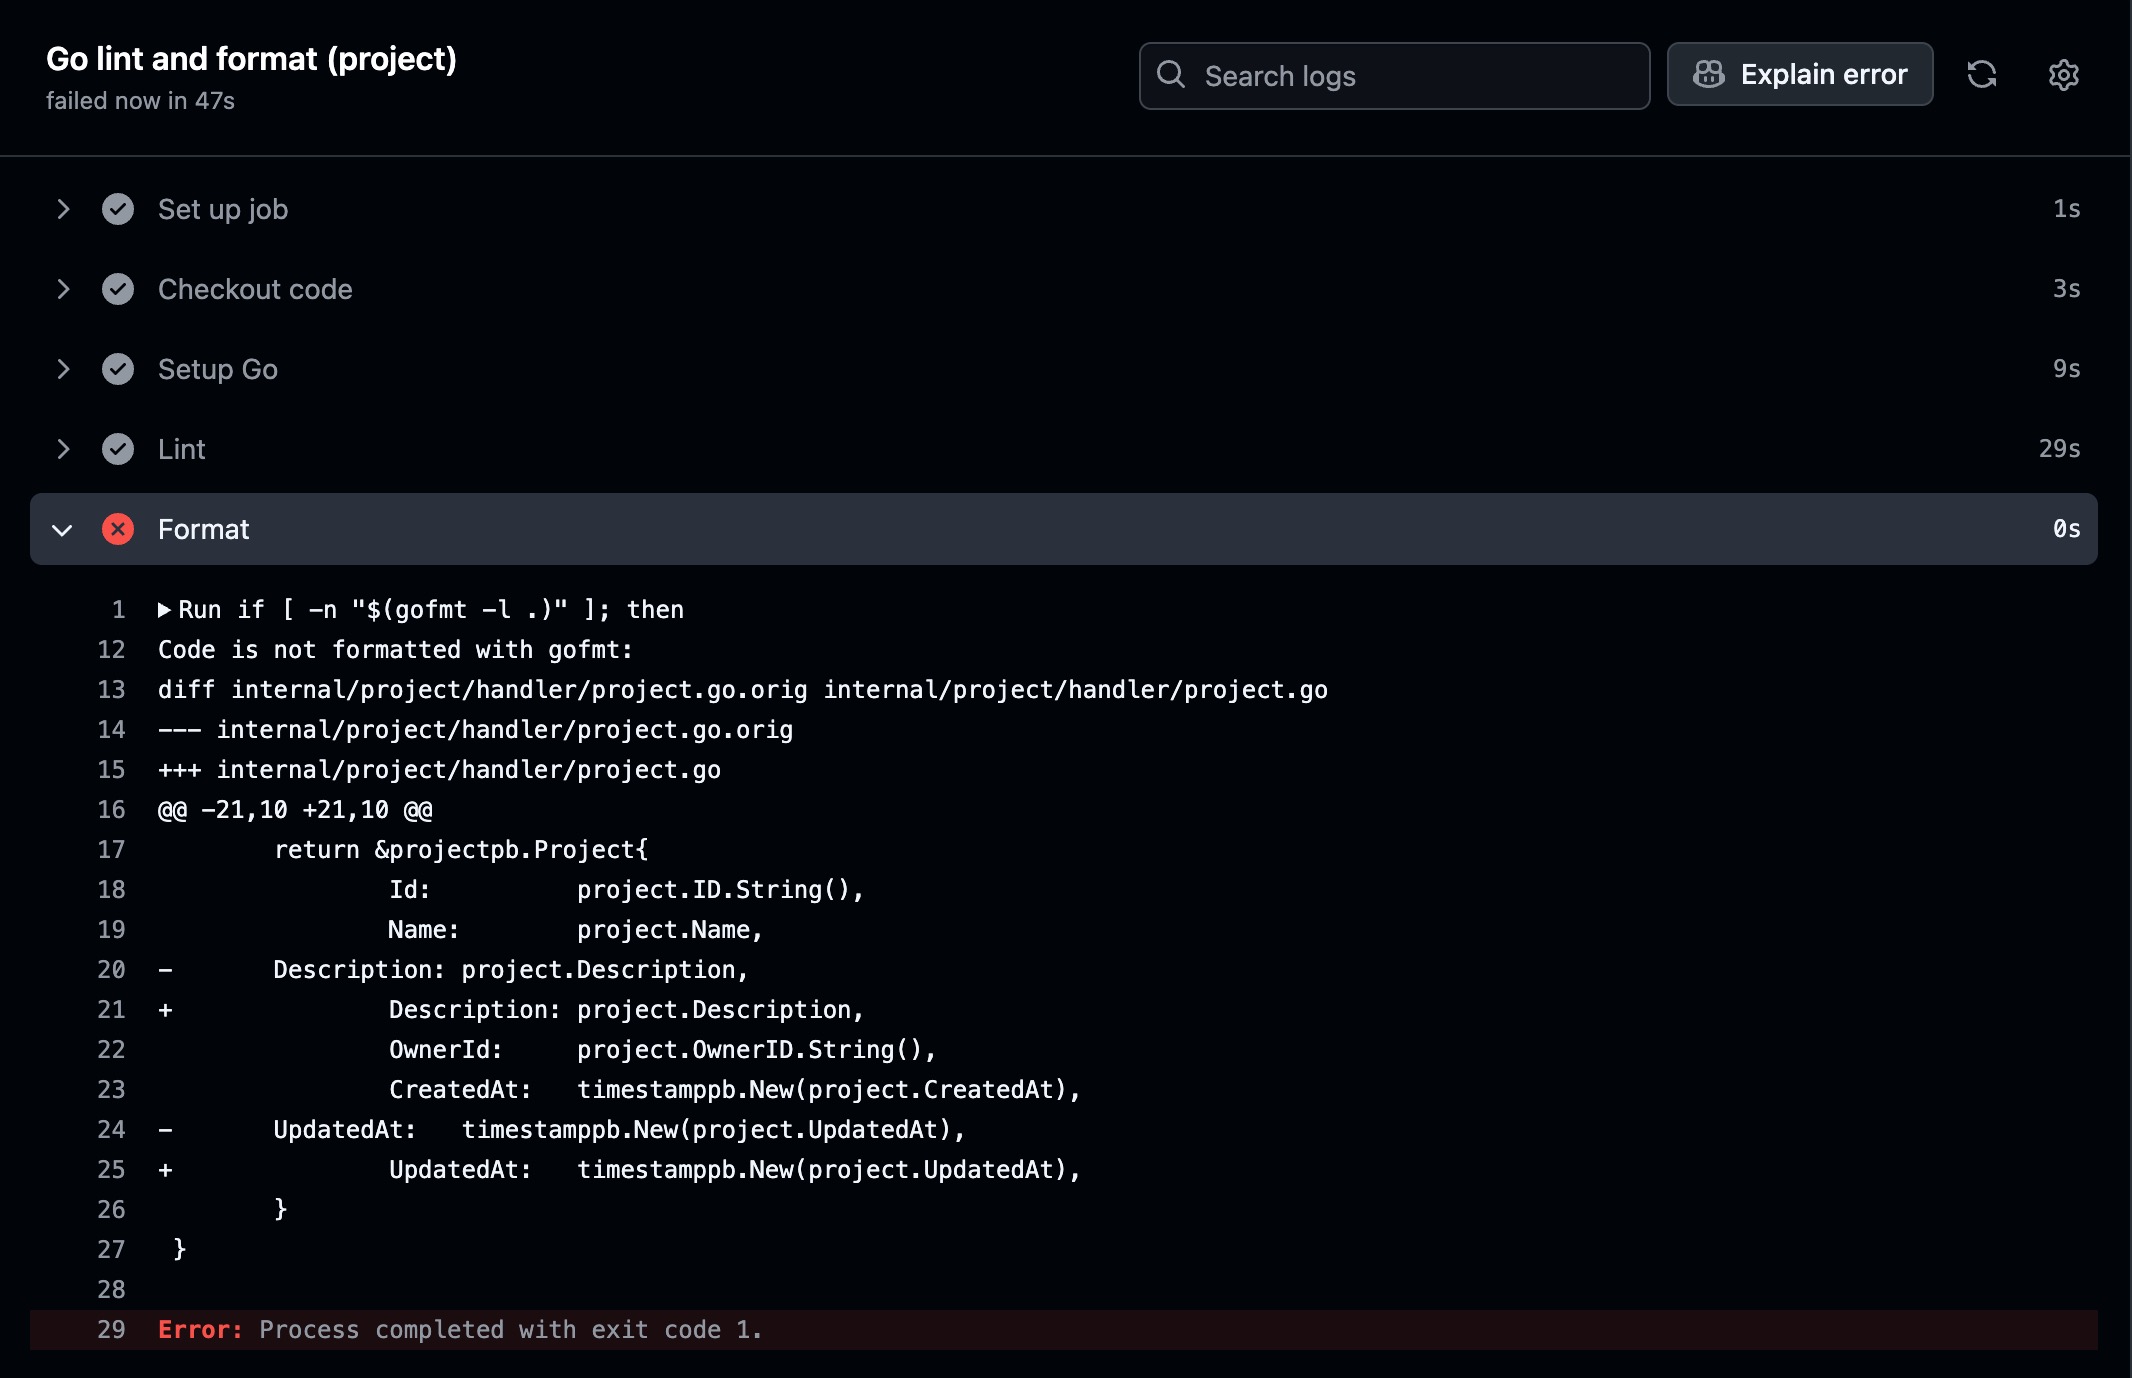 Go lint and format (project)
failed now in 47s
Search logs
Explain error
Set up job 1s
Checkout code 3s
Setup Go 9s
Lint 29s
Format 0s
1 Run if [ -n "$(gofmt -l .)" ]; then
12 Code is not formatted with gofmt:
13 diff internal/project/handler/project.go.orig internal/project/handler/project.go
14 --- internal/project/handler/project.go.orig
15 +++ internal/project/handler/project.go
16 @@ -21,10 +21,10 @@
17         return &projectpb.Project{
18                 Id:          project.ID.String(),
19                 Name:        project.Name,
20 -       Description: project.Description,
21 +               Description: project.Description,
22                 OwnerId:     project.OwnerID.String(),
23                 CreatedAt:   timestamppb.New(project.CreatedAt),
24 -       UpdatedAt:   timestamppb.New(project.UpdatedAt),
25 +               UpdatedAt:   timestamppb.New(project.UpdatedAt),
26         }
27  }
28
29 Error: Process completed with exit code 1.